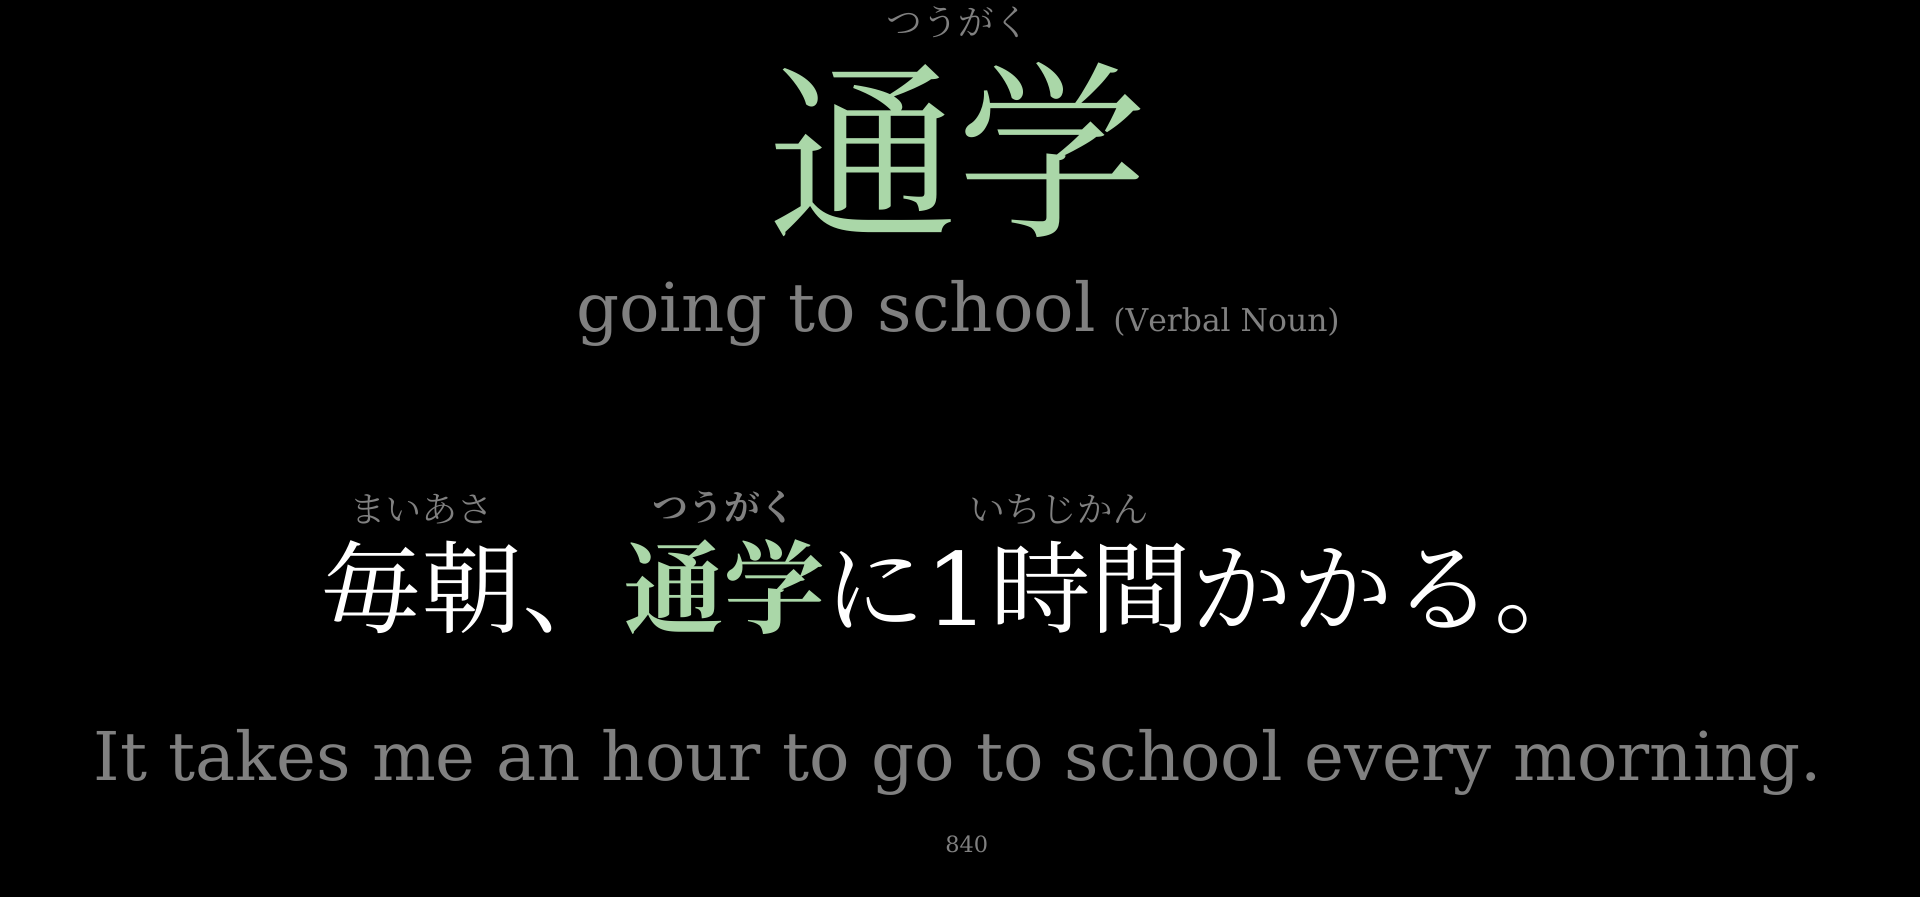 つうがく
通学
going to school (Verbal Noun)
まいあさ つうがく いちじかん
毎朝、通学に1時間かかる。
It takes me an hour to go to school every morning.
840